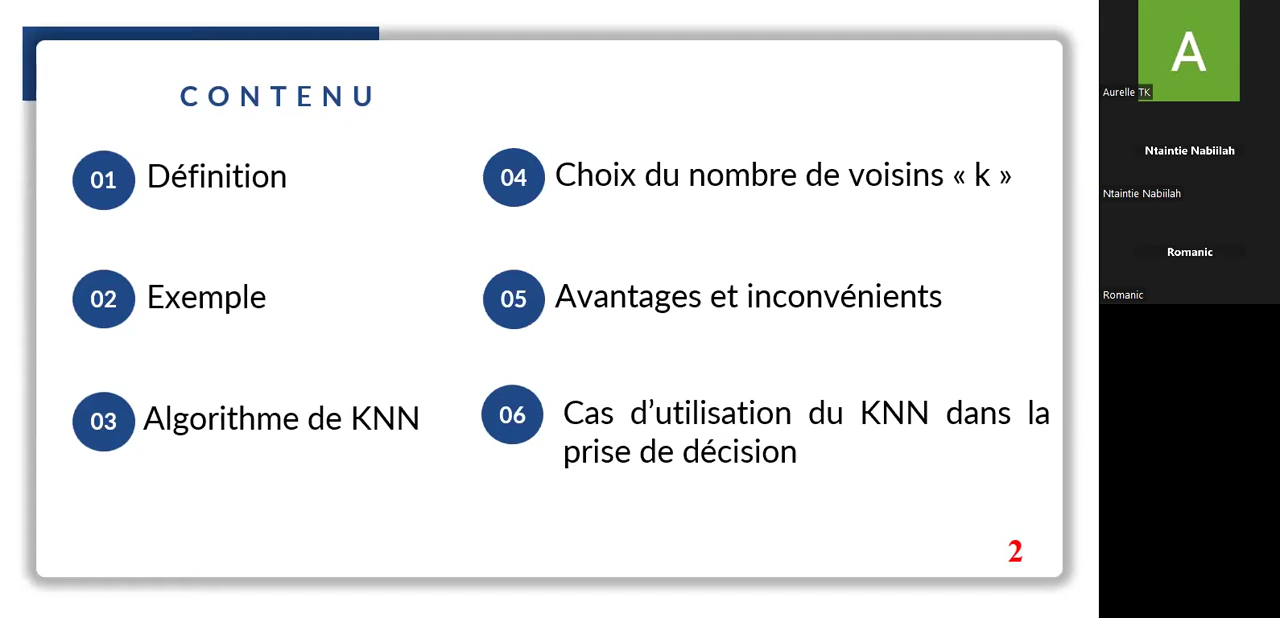 CONTENU
01 Définition
02 Exemple
03 Algorithme de KNN
04 Choix du nombre de voisins « k »
05 Avantages et inconvénients
06 Cas d’utilisation du KNN dans la
prise de décision
2
A
Aurelle TK
Ntaintie Nabiilah
Ntaintie Nabiilah
Romanic
Romanic